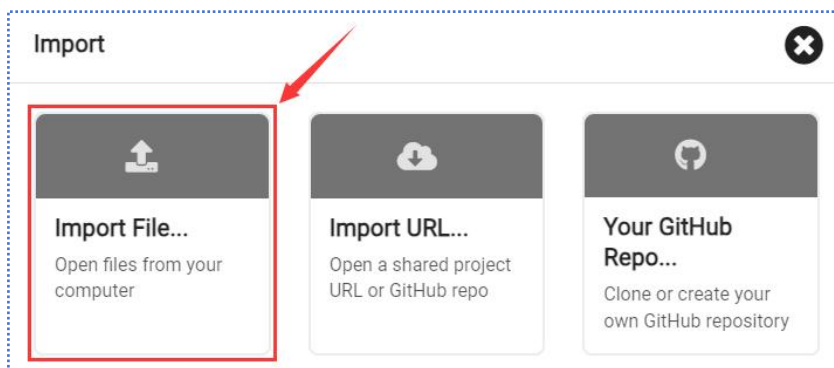 Import
Import File...
Open files from your
computer
Import URL...
Open a shared project
URL or GitHub repo
Your GitHub
Repo...
Clone or create your
own GitHub repository